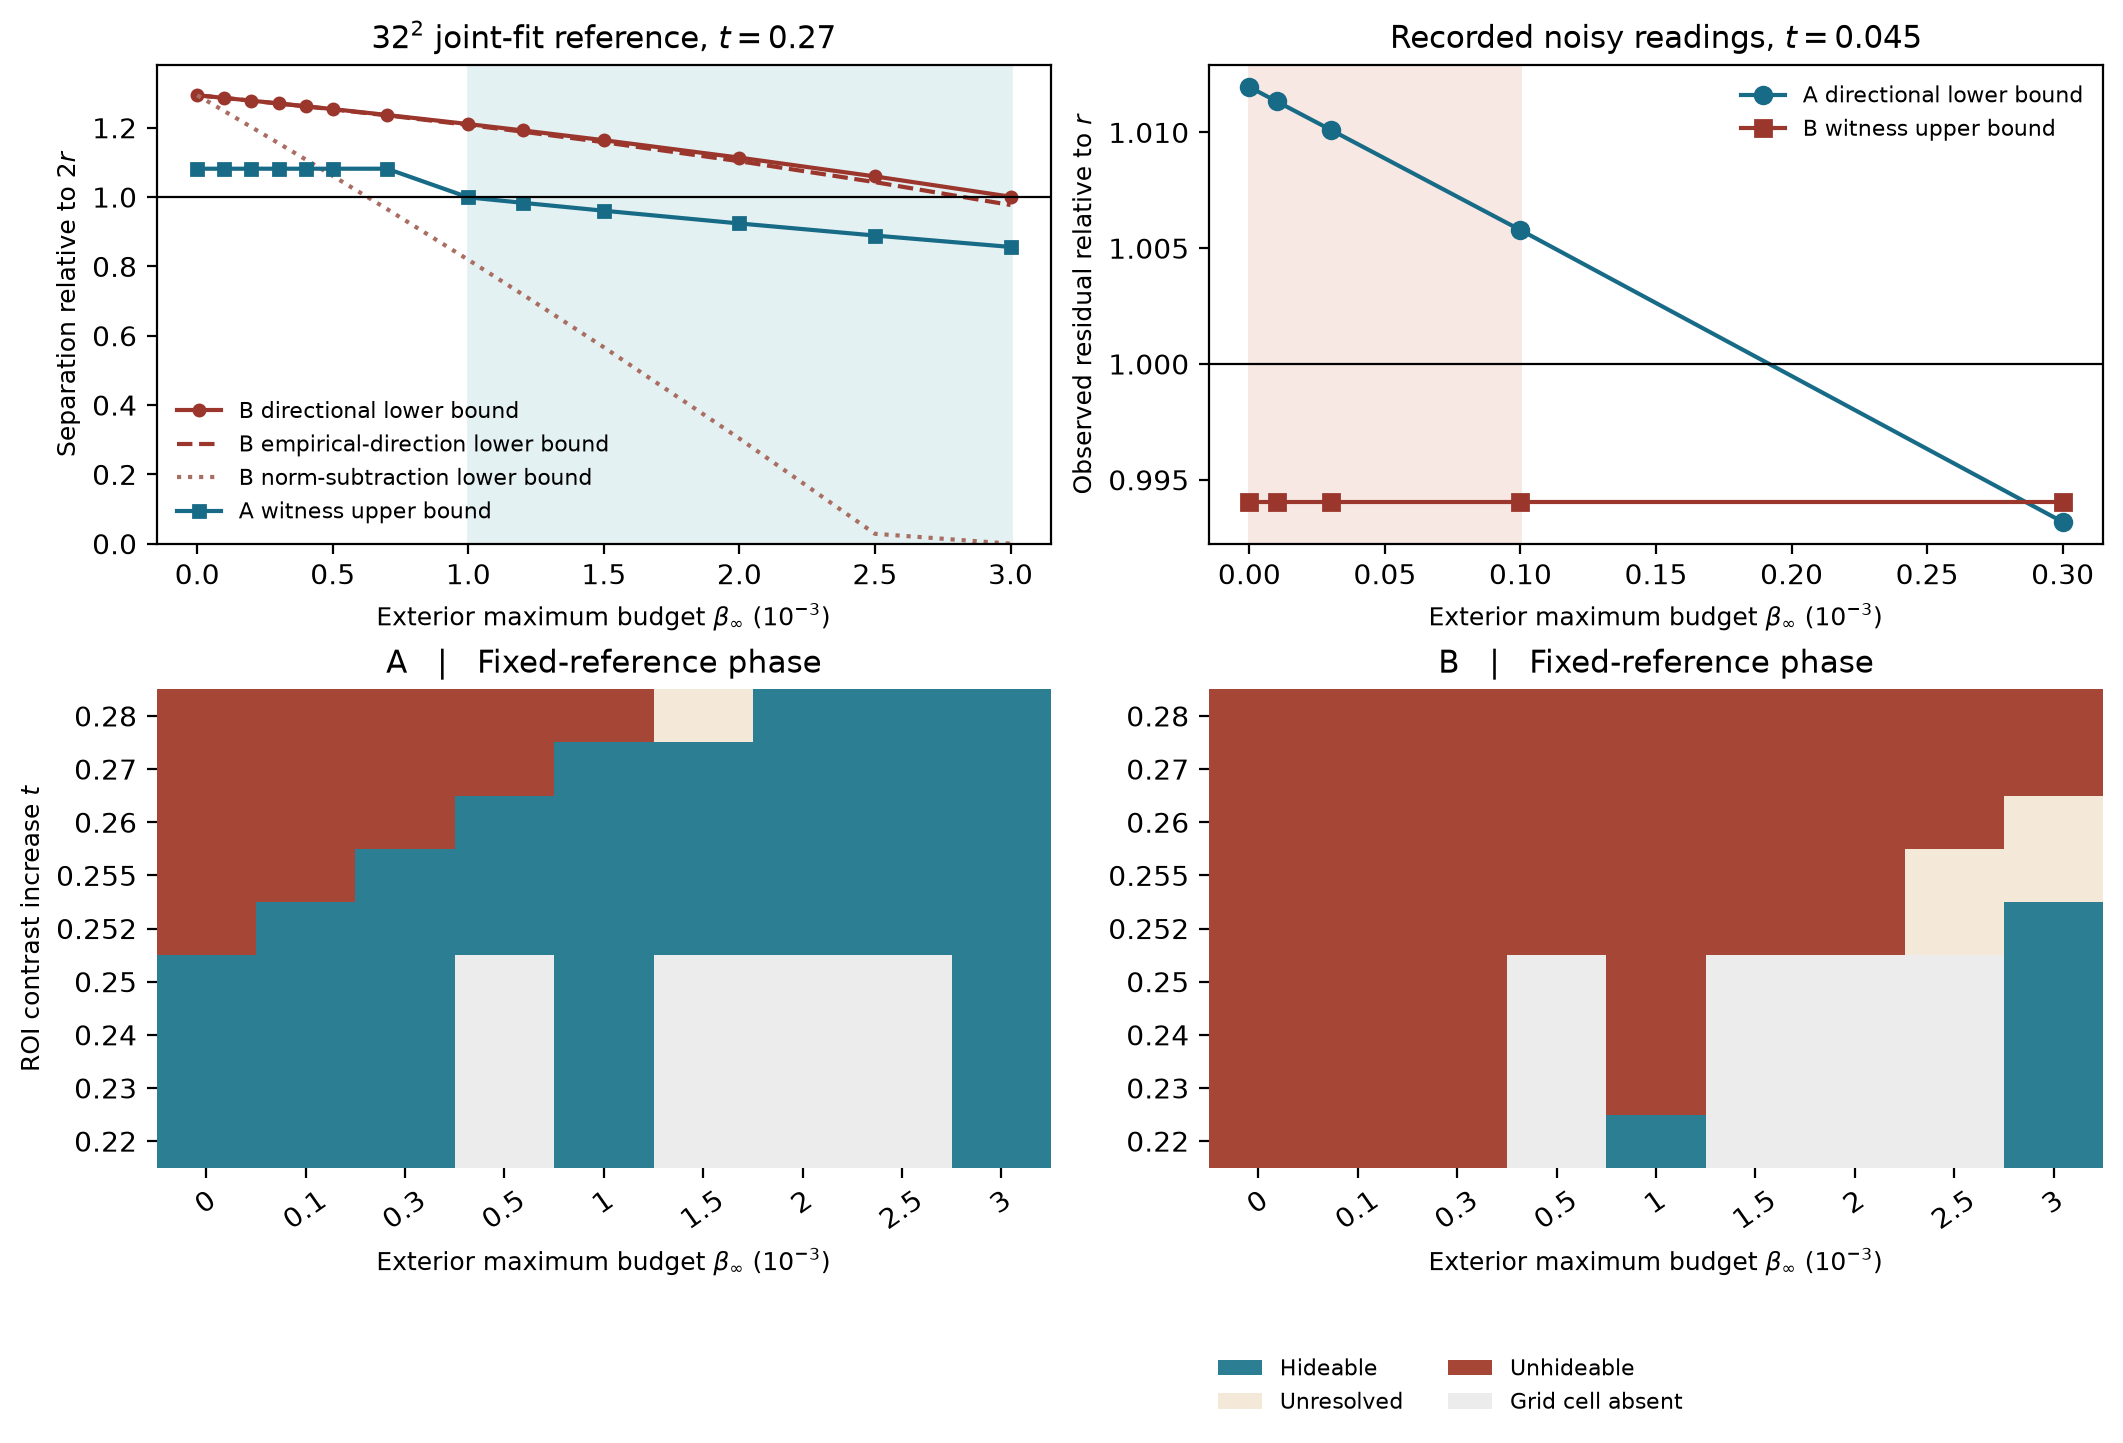 32² joint-fit reference, t = 0.27
Separation relative to 2r
1.2
1.0
0.8
0.6
0.4
0.2
0.0
B directional lower bound
B empirical-direction lower bound
B norm-subtraction lower bound
A witness upper bound
0.0 0.5 1.0 1.5 2.0 2.5 3.0
Exterior maximum budget β∞ (10⁻³)
Recorded noisy readings, t = 0.045
Observed residual relative to r
1.010
1.005
1.000
0.995
A directional lower bound
B witness upper bound
0.00 0.05 0.10 0.15 0.20 0.25 0.30
Exterior maximum budget β∞ (10⁻³)
A | Fixed-reference phase
ROI contrast increase t
0.28
0.27
0.26
0.255
0.252
0.25
0.24
0.23
0.22
0 0.1 0.3 0.5 1 1.5 2 2.5 3
Exterior maximum budget β∞ (10⁻³)
B | Fixed-reference phase
0.28
0.27
0.26
0.255
0.252
0.25
0.24
0.23
0.22
0 0.1 0.3 0.5 1 1.5 2 2.5 3
Exterior maximum budget β∞ (10⁻³)
Hideable Unhideable
Unresolved Grid cell absent